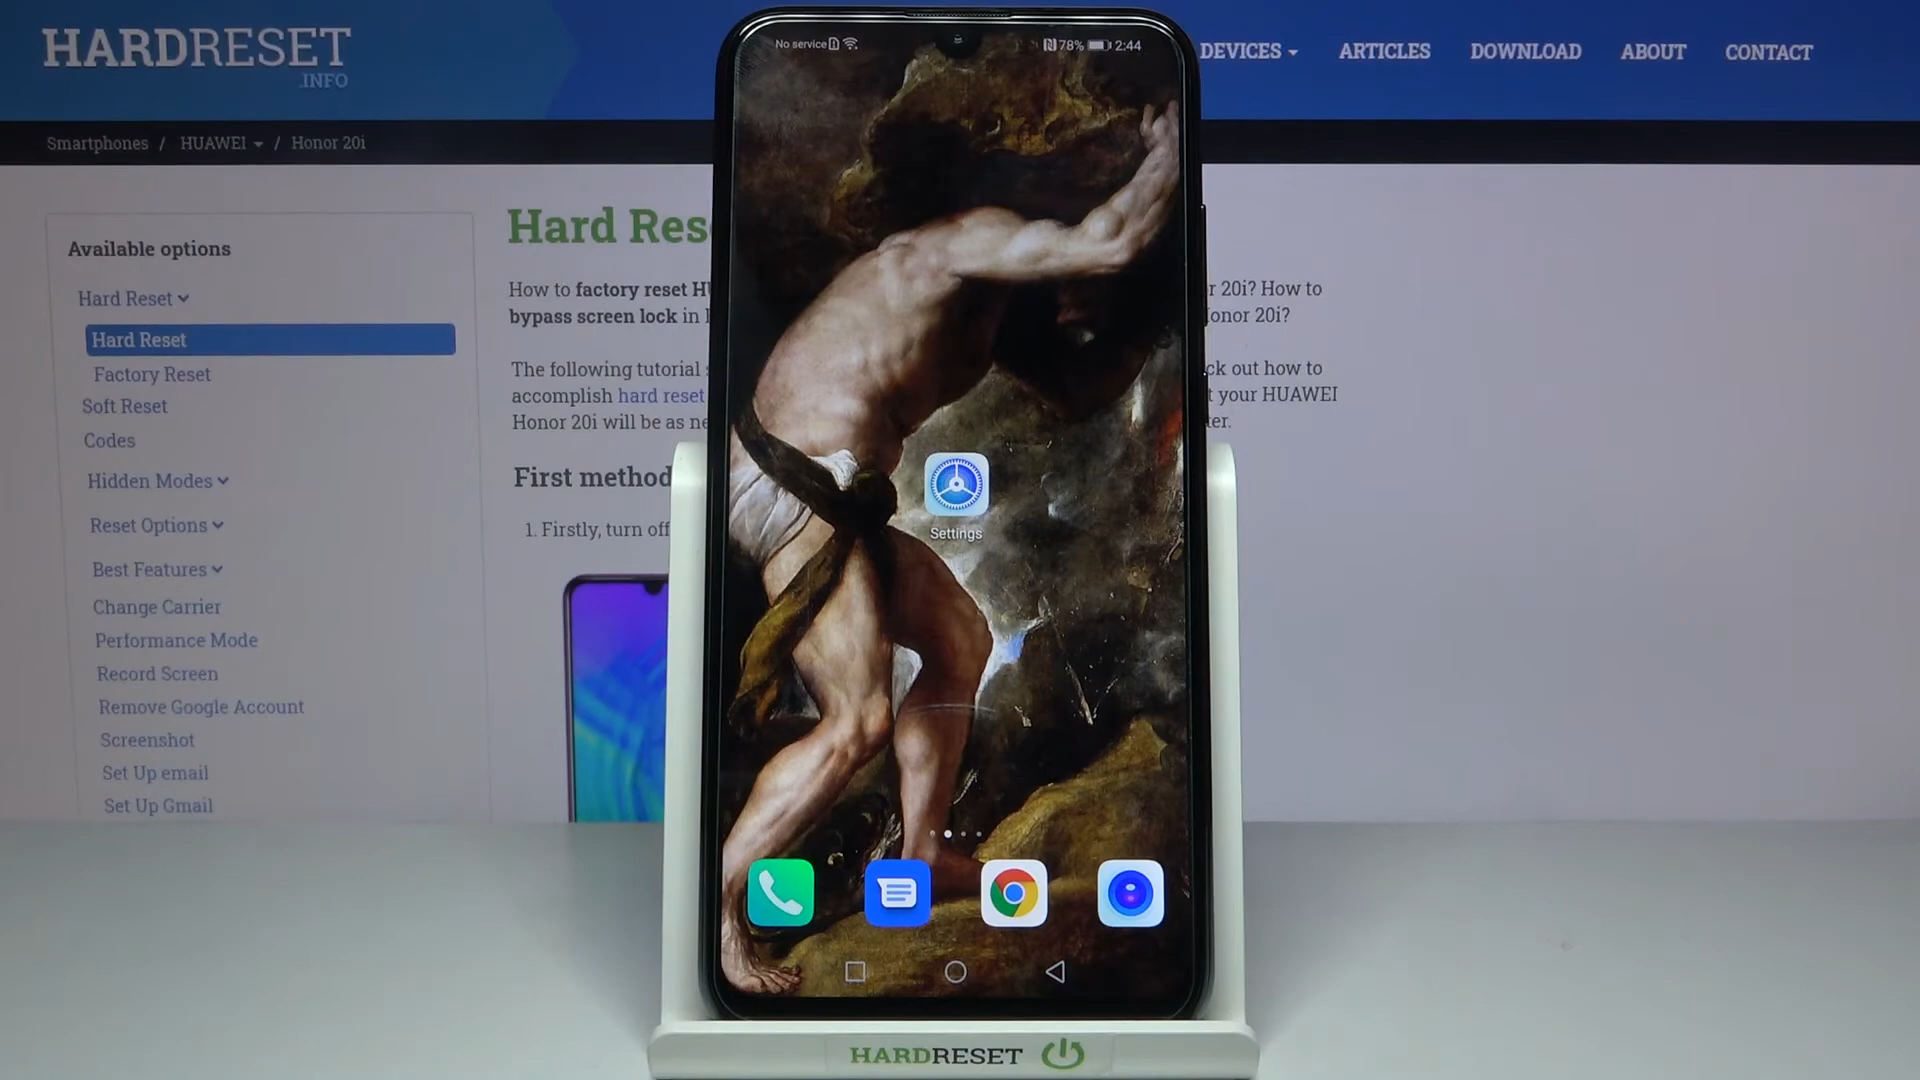 HARDRESET
.INFO
DEVICES
ARTICLES
DOWNLOAD
ABOUT
CONTACT
Smartphones / HUAWEI / Honor 20i
Available options
Hard Reset
Hard Reset
Factory Reset
Soft Reset
Codes
Hidden Modes
Reset Options
Best Features
Change Carrier
Performance Mode
Record Screen
Remove Google Account
Screenshot
Set Up email
Set Up Gmail
Hard Res
How to factory reset H
20i? How to
bypass screen lock in
onor 20i?
The following tutorial
ck out how to
accomplish hard reset
your HUAWEI
Honor 20i will be as
First method
1. Firstly, turn off
No service
78%
2:44
Settings
HARDRESET